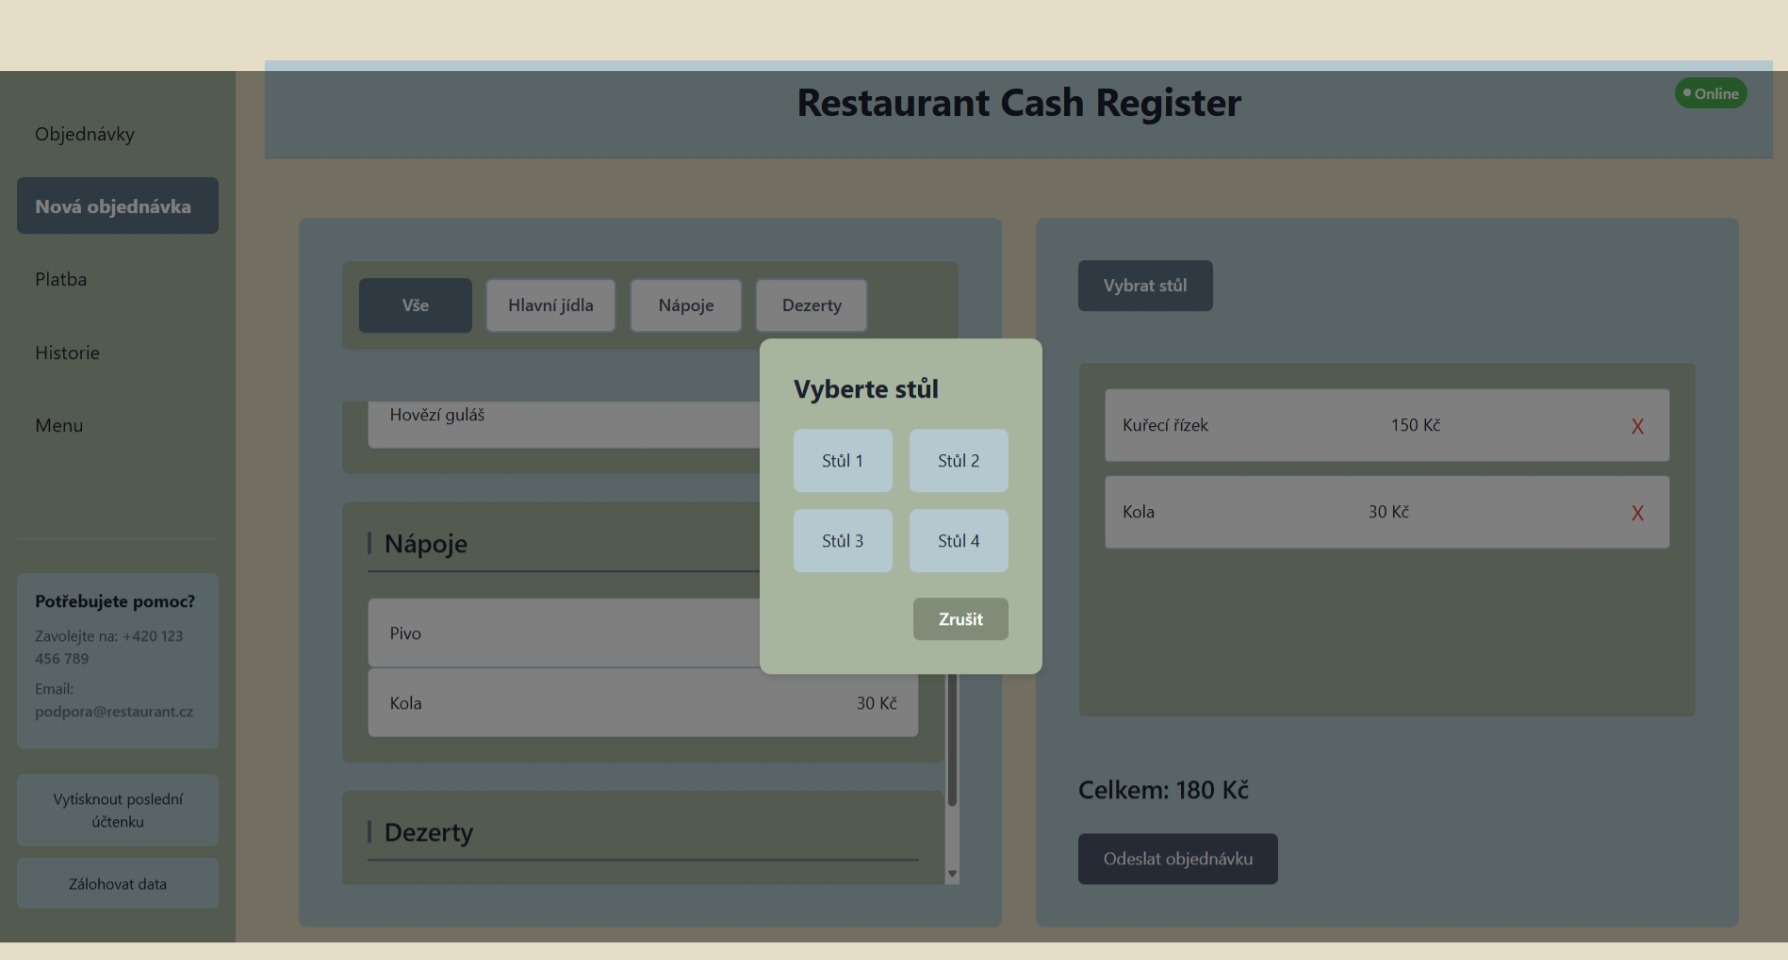 Restaurant Cash Register
Online
Objednávky
Nová objednávka
Platba
Historie
Menu
Potřebujete pomoc?
Zavolejte na: +420 123
456 789
Email:
podpora@restaurant.cz
Vytisknout poslední
účtenku
Zálohovat data
Vše
Hlavní jídla
Nápoje
Dezerty
Hovězí guláš
Nápoje
Pivo
Kola 30 Kč
Dezerty
Vyberte stůl
Stůl 1
Stůl 2
Stůl 3
Stůl 4
Zrušit
Vybrat stůl
Kuřecí řízek 150 Kč X
Kola 30 Kč X
Celkem: 180 Kč
Odeslat objednávku